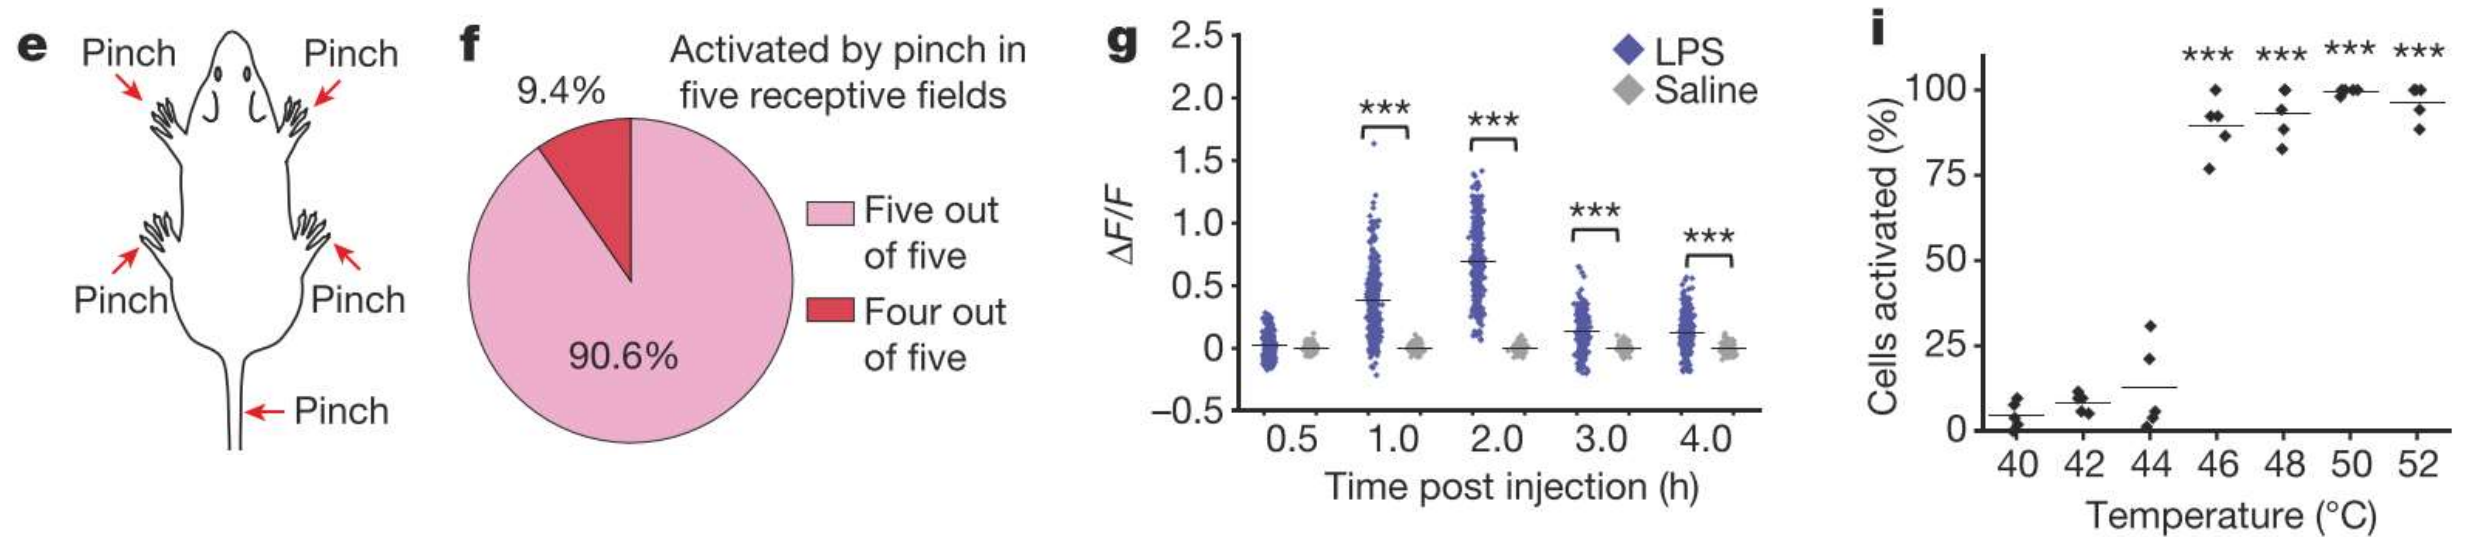 e
Pinch
Pinch
Pinch
Pinch
Pinch
f
Activated by pinch in
five receptive fields
9.4%
90.6%
Five out
of five
Four out
of five
g
2.5
2.0
1.5
1.0
0.5
0
–0.5
ΔF/F
LPS
Saline
***
***
***
***
0.5 1.0 2.0 3.0 4.0
Time post injection (h)
i
*** *** *** ***
100
75
50
25
0
Cells activated (%)
40 42 44 46 48 50 52
Temperature (°C)